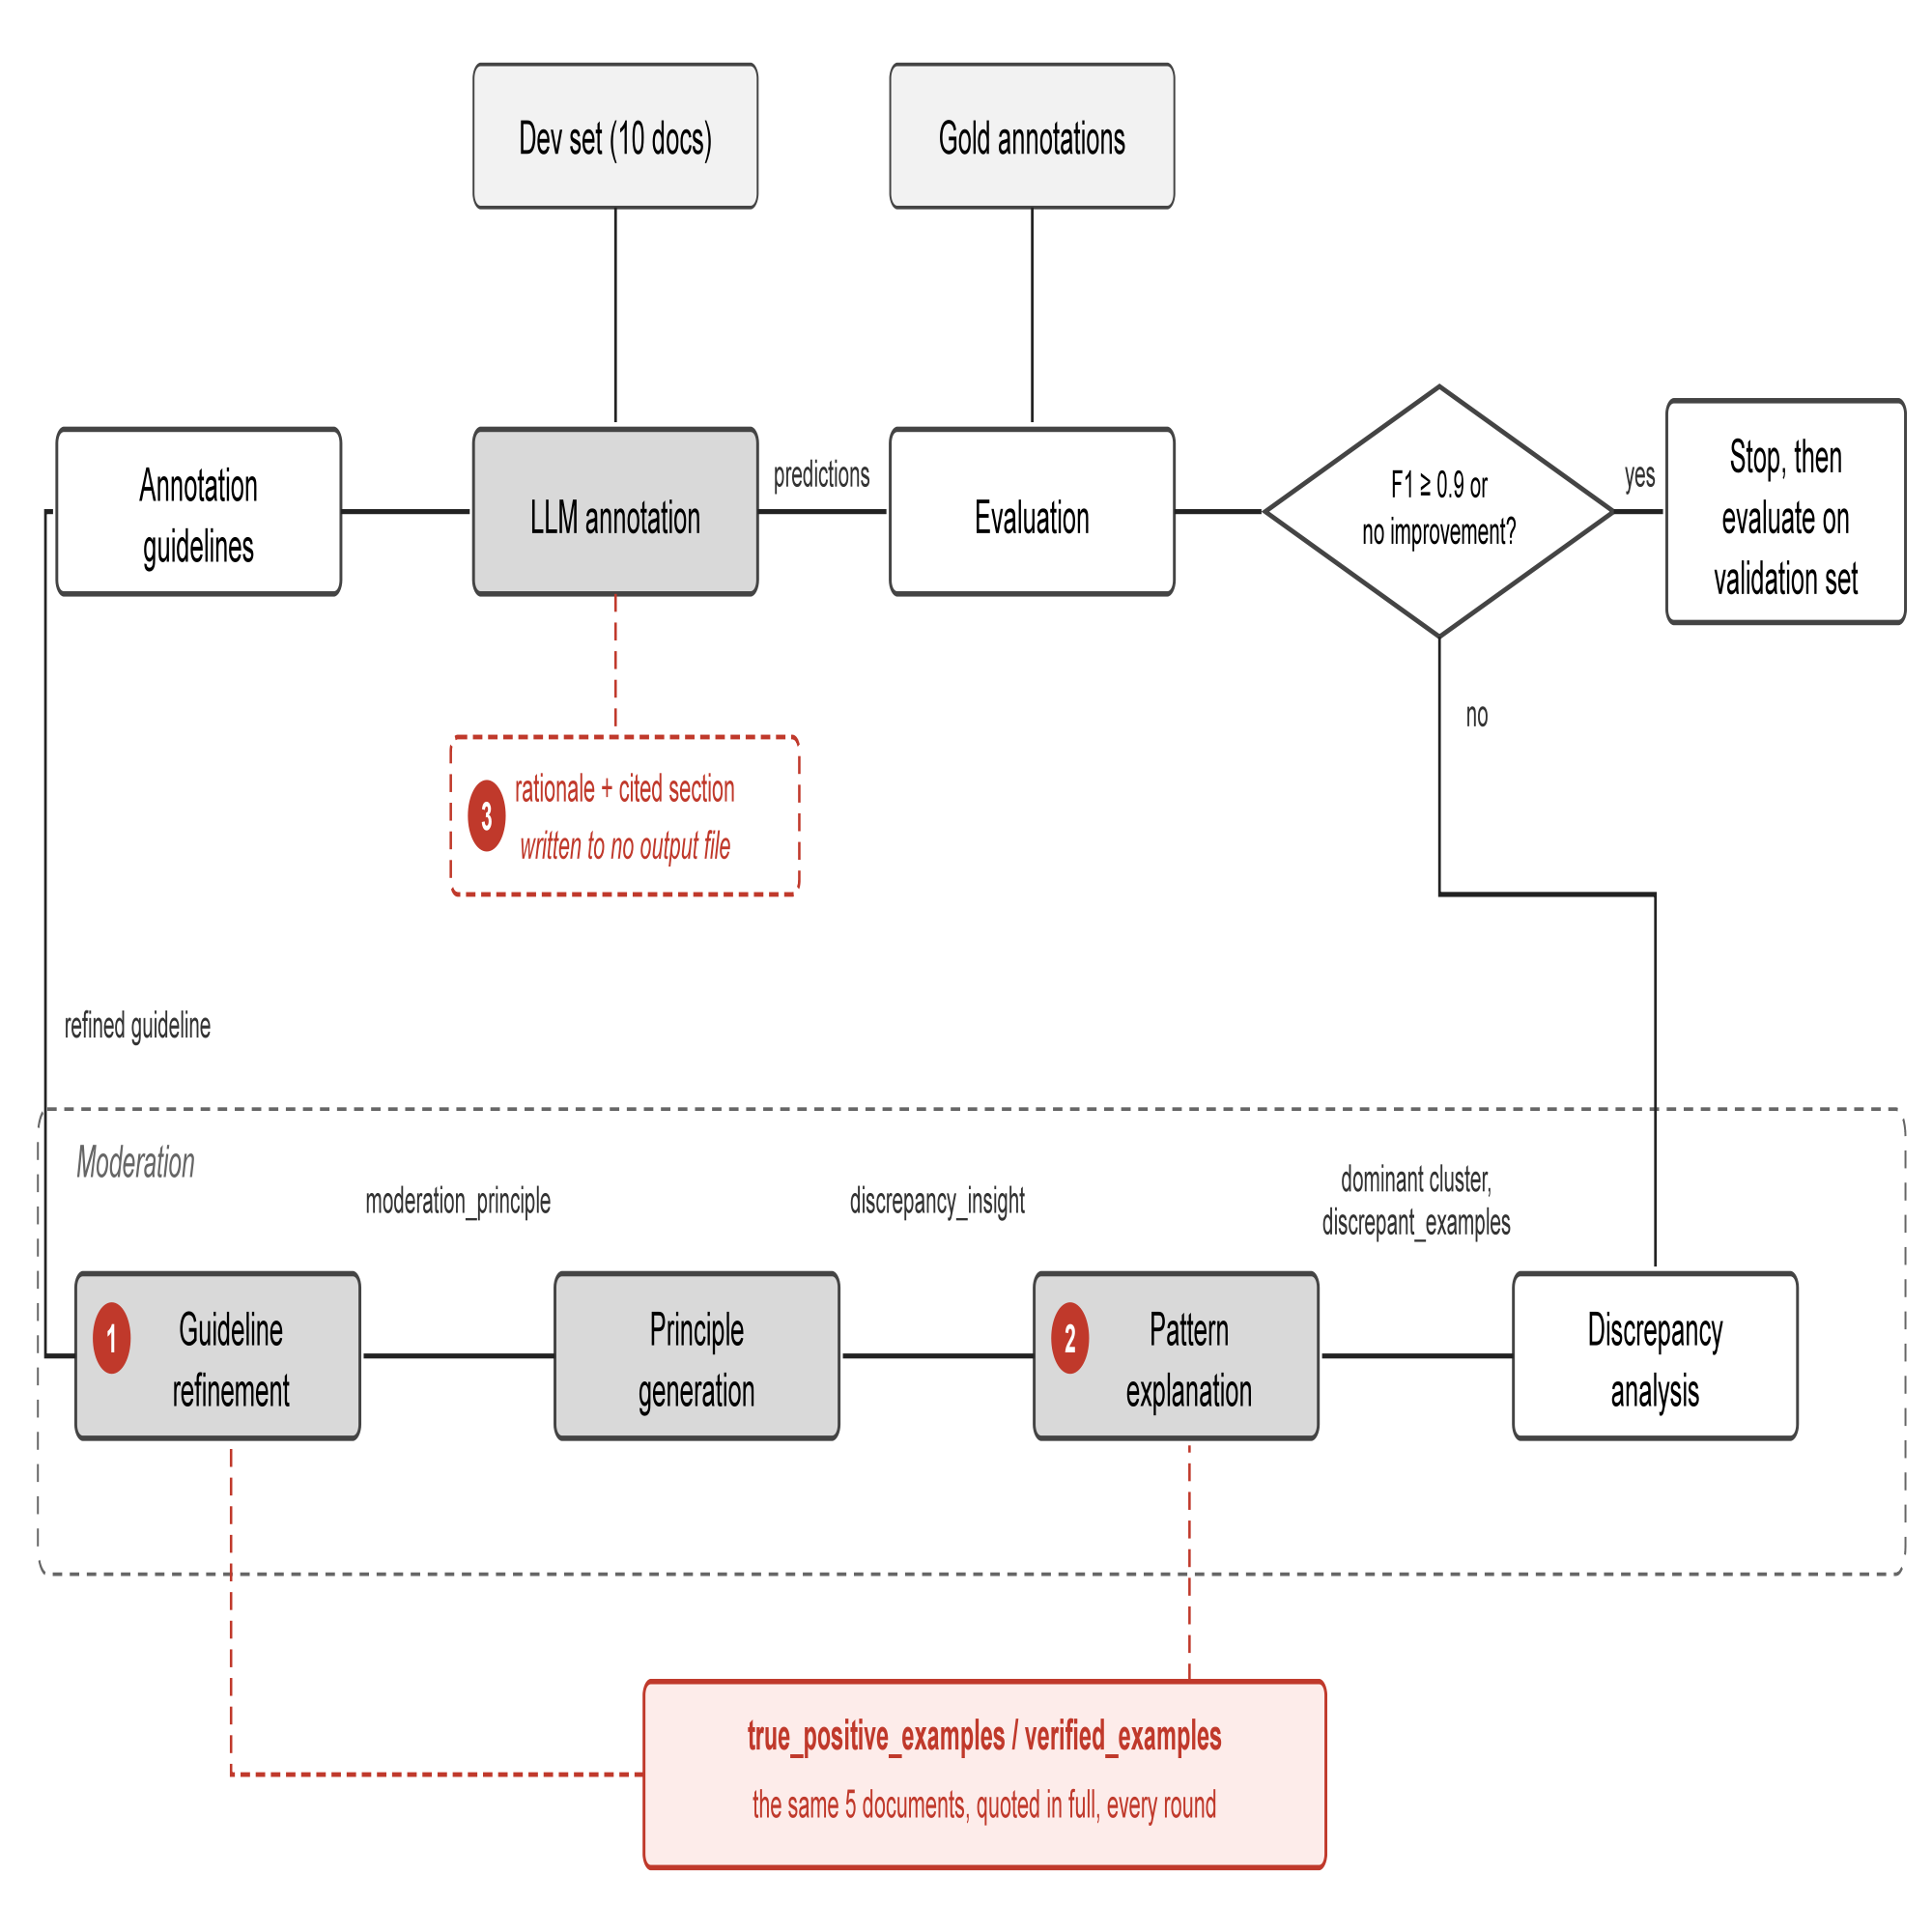 Dev set (10 docs)
Gold annotations
Annotation
guidelines
LLM annotation
predictions
Evaluation
F1 ≥ 0.9 or
no improvement?
yes
Stop, then
evaluate on
validation set
no
3
rationale + cited section
written to no output file
refined guideline
Moderation
moderation_principle
discrepancy_insight
dominant cluster,
discrepant_examples
1
Guideline
refinement
Principle
generation
2
Pattern
explanation
Discrepancy
analysis
true_positive_examples / verified_examples
the same 5 documents, quoted in full, every round